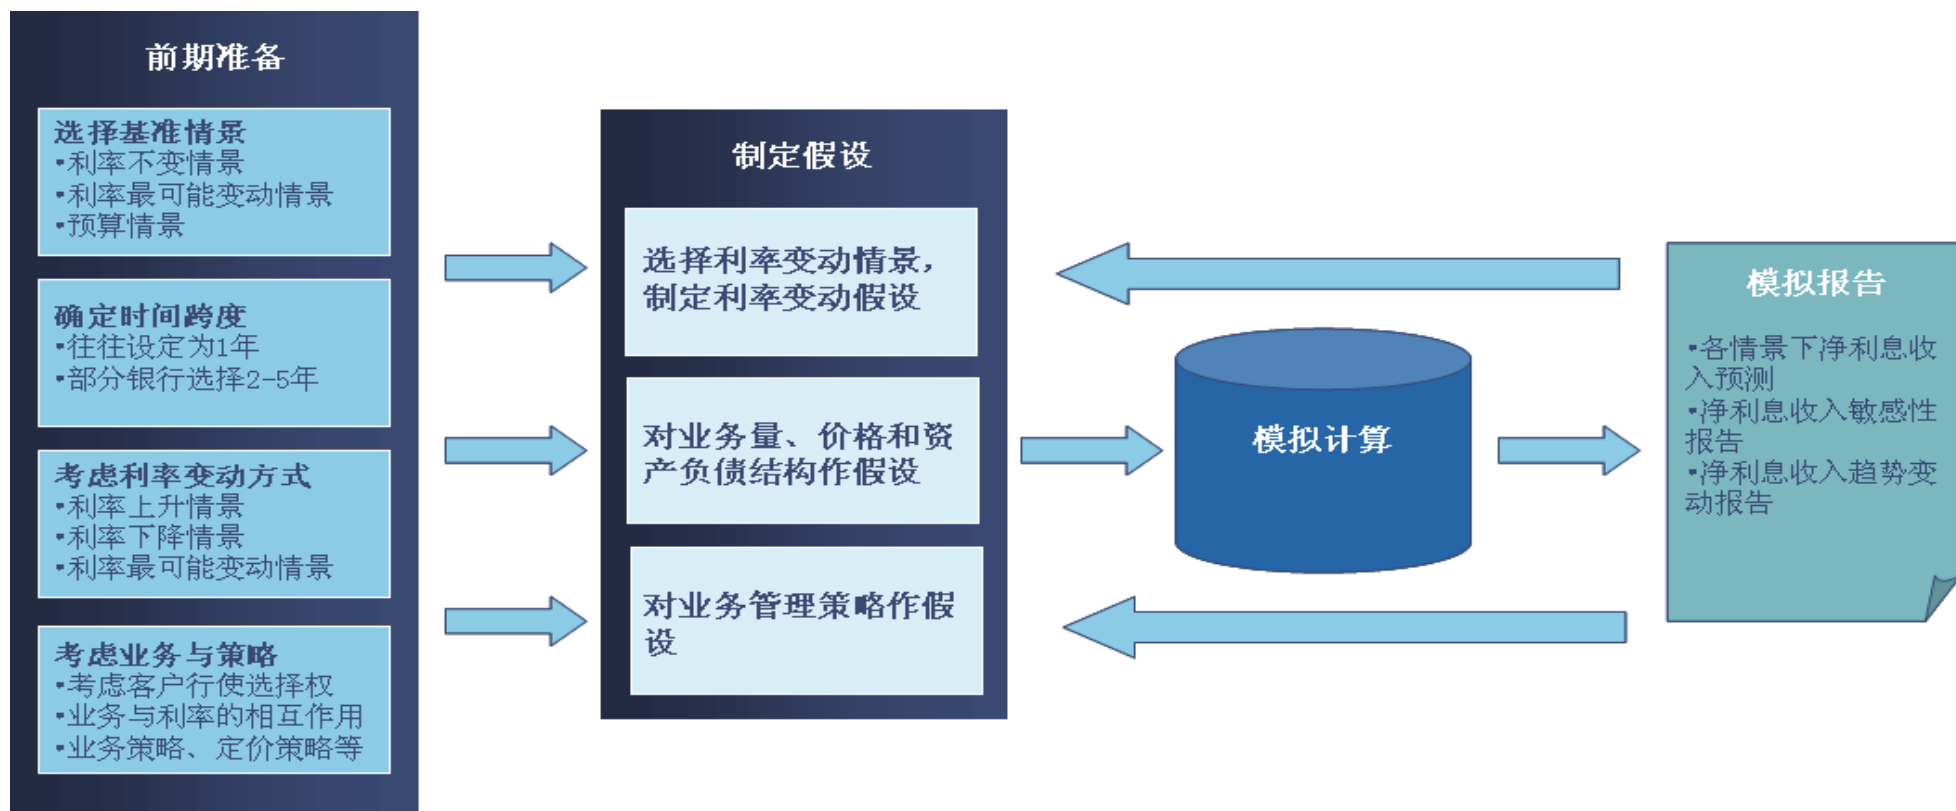 前期准备
选择基准情景
▪利率不变情景
▪利率最可能变动情景
▪预算情景
确定时间跨度
▪往往设定为1年
▪部分银行选择2-5年
考虑利率变动方式
▪利率上升情景
▪利率下降情景
▪利率最可能变动情景
考虑业务与策略
▪考虑客户行使选择权
▪业务与利率的相互作用
▪业务策略、定价策略等
制定假设
选择利率变动情景，
制定利率变动假设
对业务量、价格和资
产负债结构作假设
对业务管理策略作假
设
模拟计算
模拟报告
▪各情景下净利息收
入预测
▪净利息收入敏感性
报告
▪净利息收入趋势变
动报告